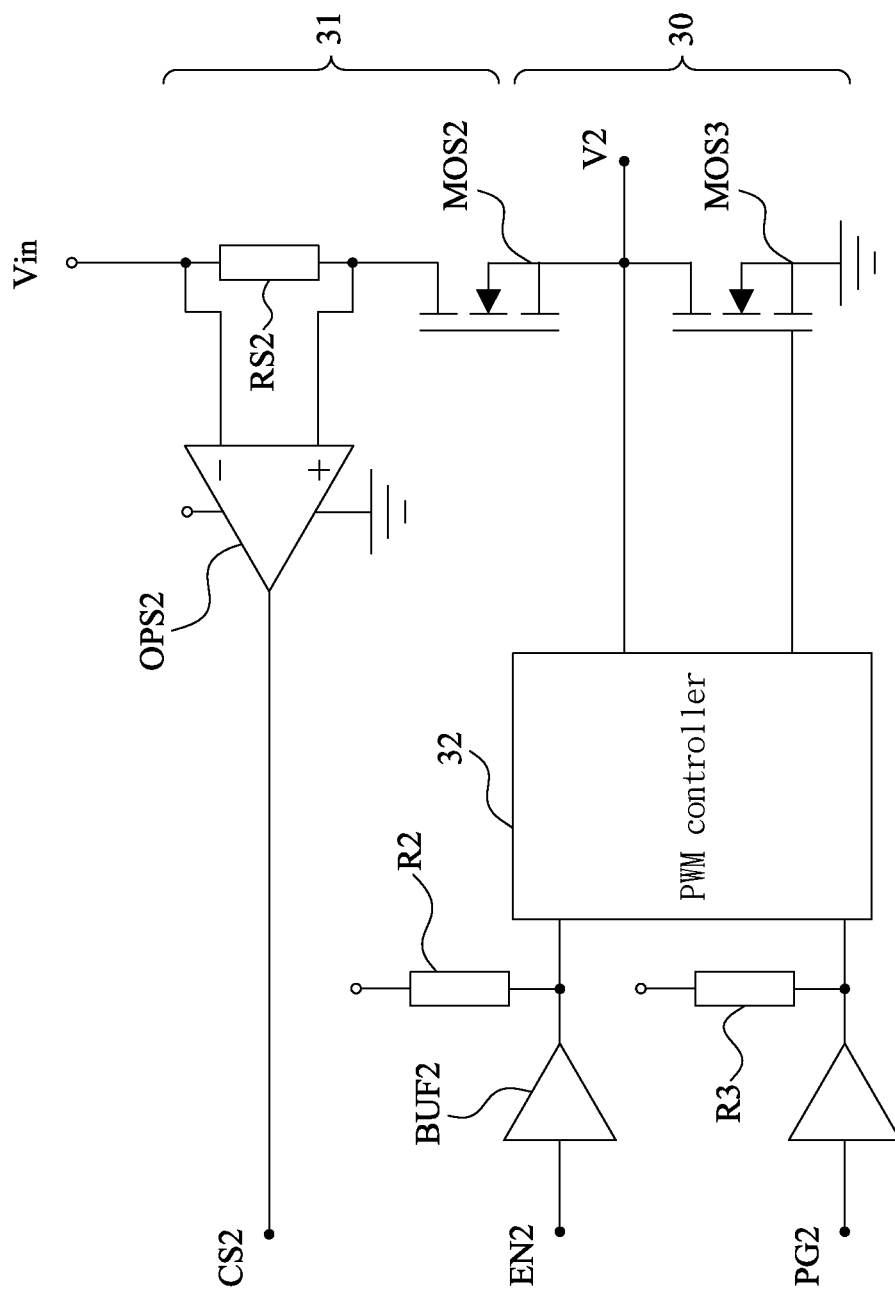 Vin
RS2
31
OPS2
-
+
CS2
MOS2
V2
30
MOS3
32
PWM controller
R2
BUF2
EN2
R3
PG2